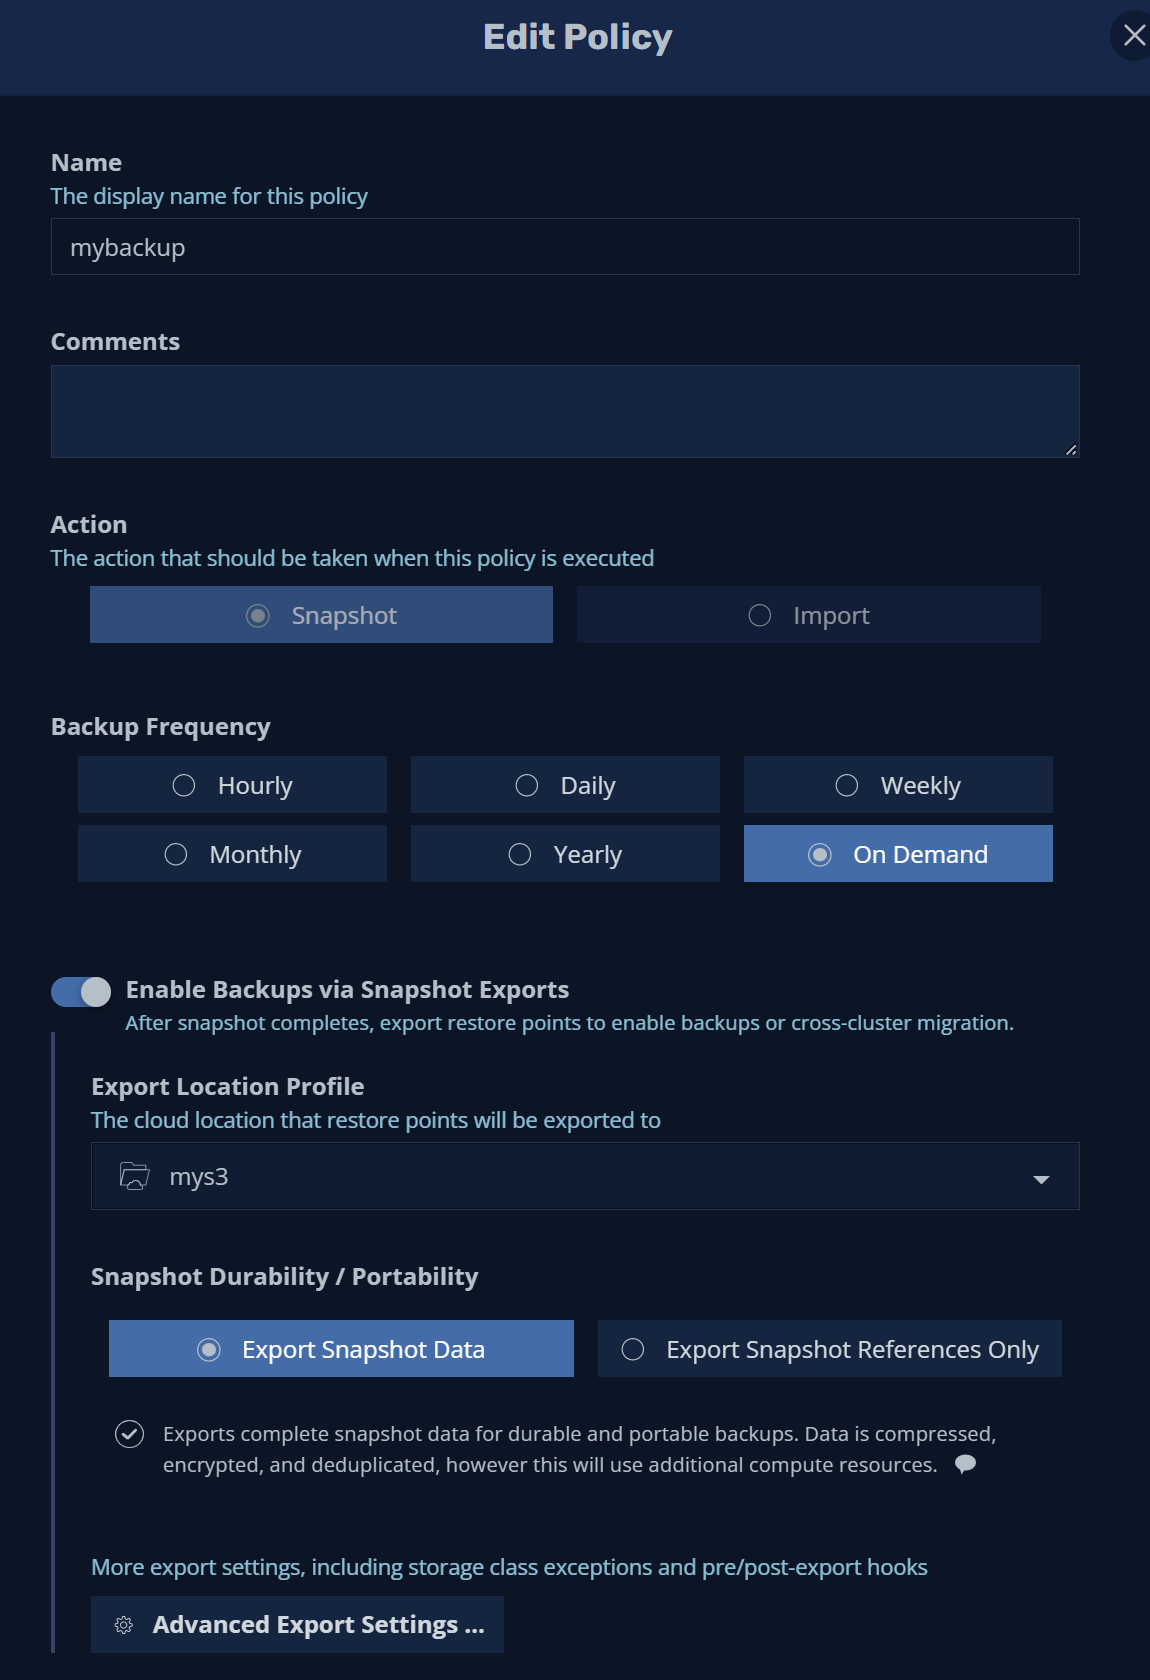 Edit Policy
Name
The display name for this policy
mybackup
Comments
Action
The action that should be taken when this policy is executed
Snapshot
Import
Backup Frequency
Hourly
Daily
Weekly
Monthly
Yearly
On Demand
Enable Backups via Snapshot Exports
After snapshot completes, export restore points to enable backups or cross-cluster migration.
Export Location Profile
The cloud location that restore points will be exported to
mys3
Snapshot Durability / Portability
Export Snapshot Data
Export Snapshot References Only
Exports complete snapshot data for durable and portable backups. Data is compressed,
encrypted, and deduplicated, however this will use additional compute resources.
More export settings, including storage class exceptions and pre/post-export hooks
Advanced Export Settings ...